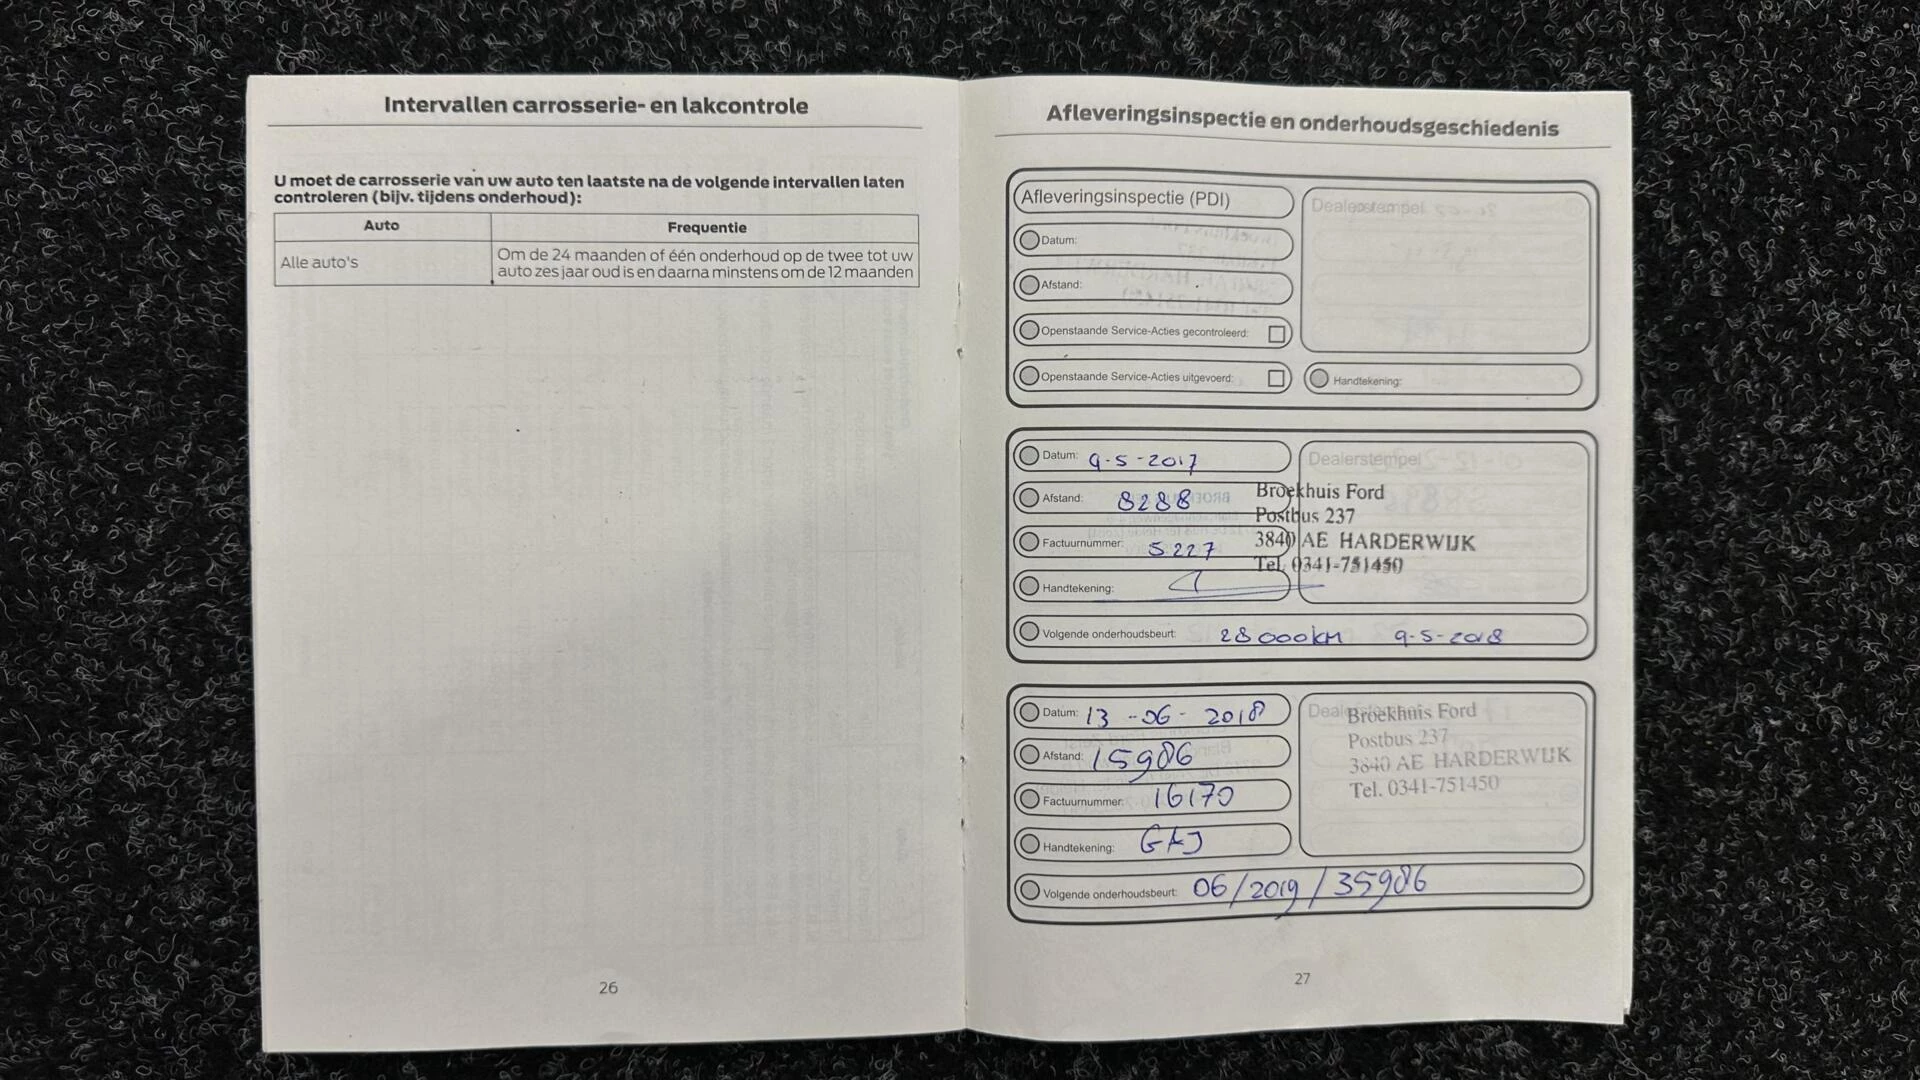 Intervallen carrosserie- en lakcontrole
U moet de carrosserie van uw auto ten laatste na de volgende intervallen laten
controleren (bijv. tijdens onderhoud):
Auto
Frequentie
Alle auto's
Om de 24 maanden of één onderhoud op de twee tot uw
auto zes jaar oud is en daarna minstens om de 12 maanden
26
Afleveringsinspectie en onderhoudsgeschiedenis
Afleveringsinspectie (PDI)
Datum:
Afstand:
Openstaande Service-Acties gecontroleerd:
Openstaande Service-Acties uitgevoerd:
Dealerstempel
Handtekening:
Datum: 9-5-2017
Afstand: 8288
Factuurnummer: 5227
Handtekening:
Dealerstempel
Broekhuis Ford
Postbus 237
3840 AE HARDERWIJK
Tel. 0341-751450
Volgende onderhoudsbeurt: 28000km 9-5-2018
Datum: 13-06-2018
Afstand: 15986
Factuurnummer: 16170
Handtekening: GAJ
Broekhuis Ford
Postbus 237
3840 AE HARDERWIJK
Tel. 0341-751450
Volgende onderhoudsbeurt: 06/2019/35986
27